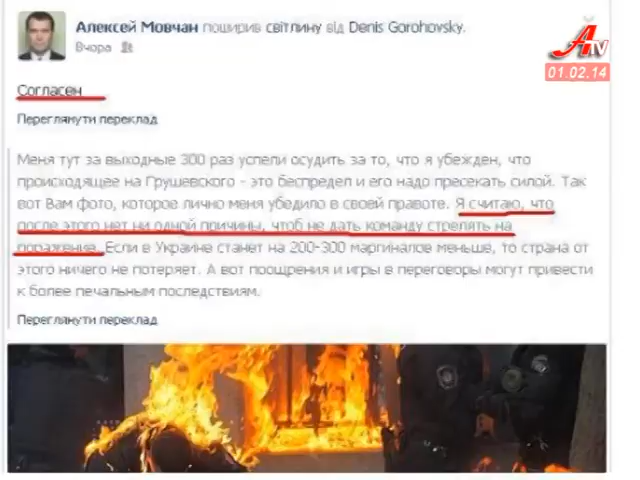 Алексей Мовчан поширив світлину від Denis Gorohovsky.
Вчора
АTV
01.02.14
Согласен
Переглянути переклад
Меня тут за выходные 300 раз успели осудить за то, что я убежден, что
происходящее на Грушевского - это беспредел и его надо пресекать силой. Так
вот Вам фото, которое лично меня убедило в своей правоте. Я считаю, что
после этого нет ни одной причины, чтоб не дать команду стрелять на
поражение. Если в Украине станет на 200-300 маргиналов меньше, то страна от
этого ничего не потеряет. А вот поощрения и игры в переговоры могут привести
к более печальным последствиям.
Переглянути переклад